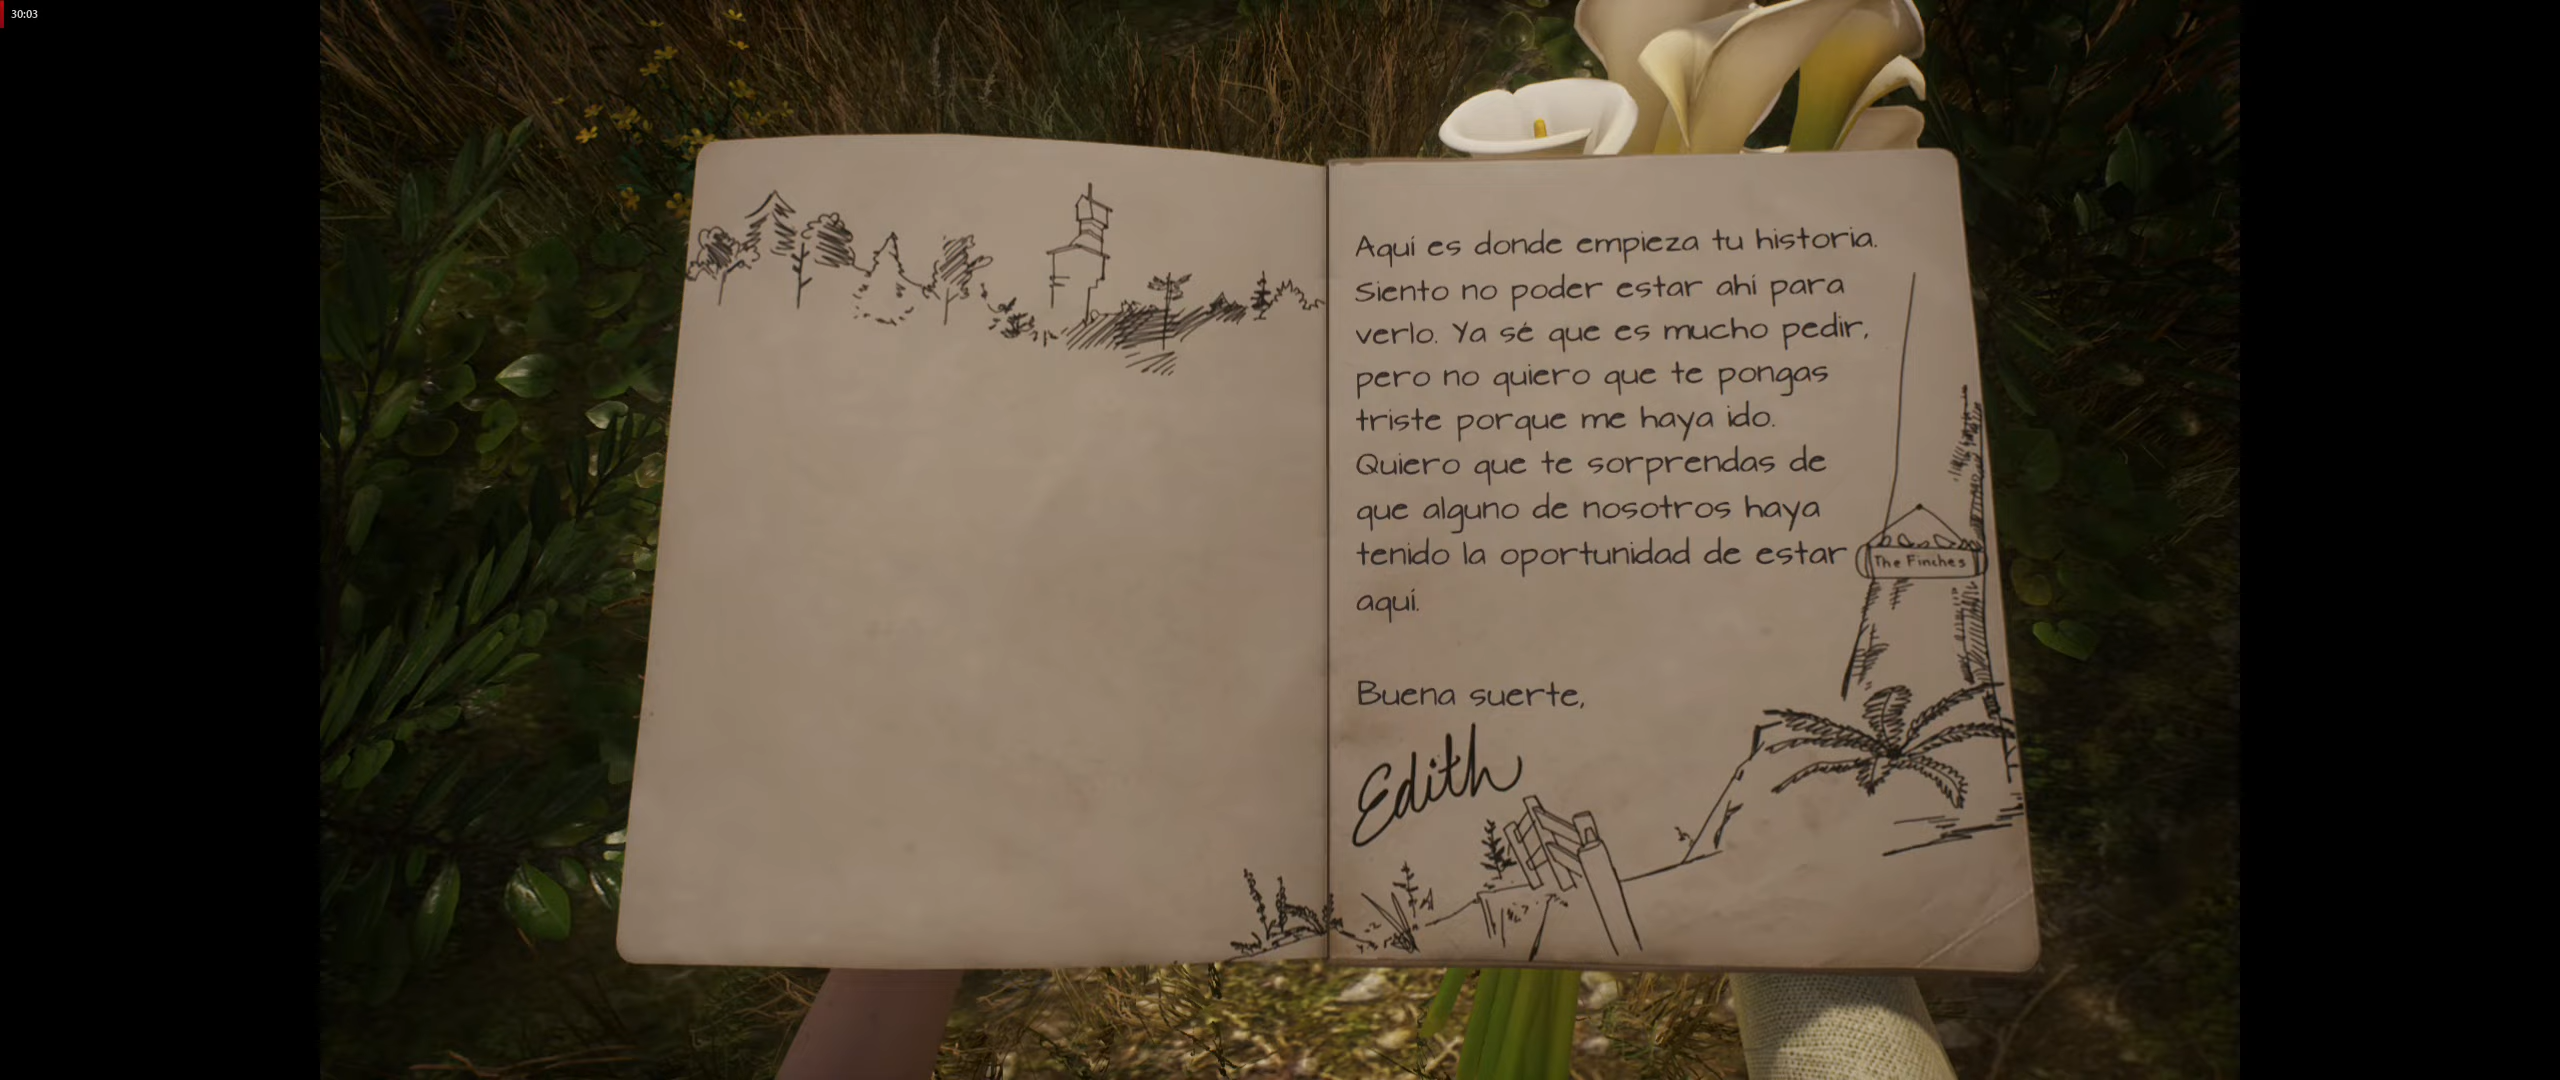 30:03
Aquí es donde empieza tu historia.
Siento no poder estar ahí para
verlo. Ya sé que es mucho pedir,
pero no quiero que te pongas
triste porque me haya ido.
Quiero que te sorprendas de
que alguno de nosotros haya
tenido la oportunidad de estar
aquí.
The Finches
Buena suerte,
Edith